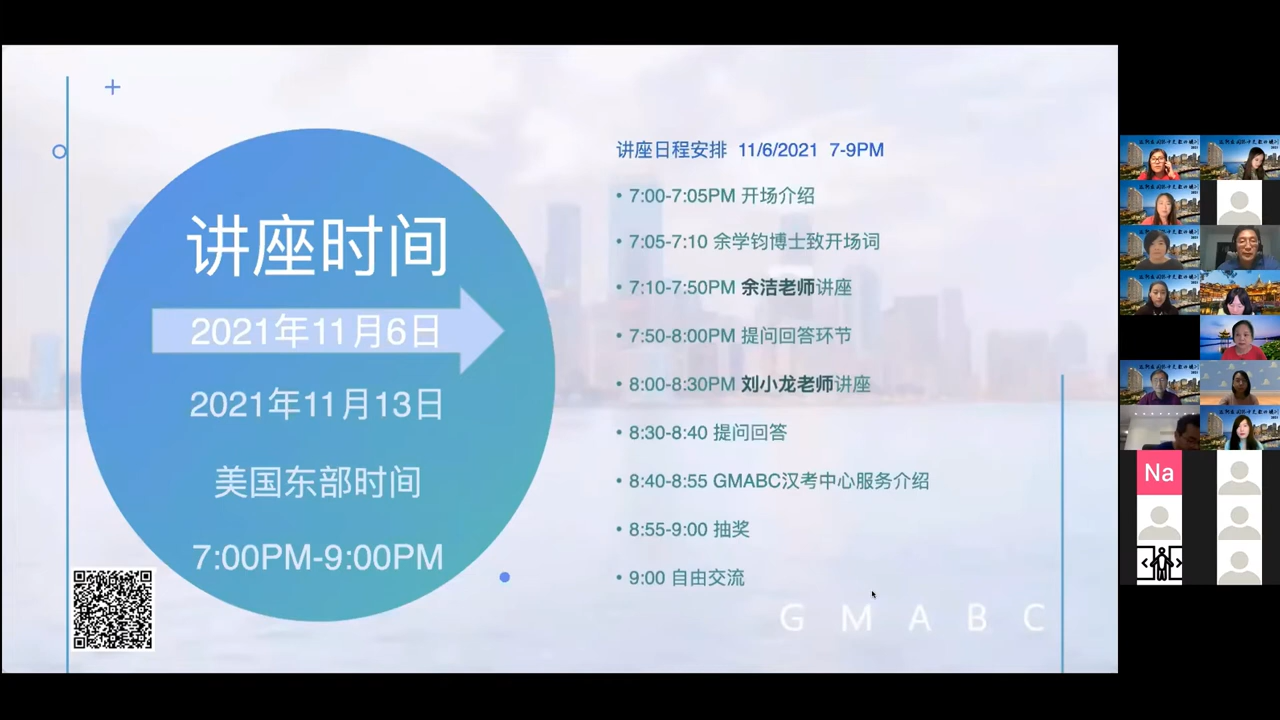 讲座时间
2021年11月6日
2021年11月13日
美国东部时间
7:00PM-9:00PM
讲座日程安排 11/6/2021 7-9PM
• 7:00-7:05PM 开场介绍
• 7:05-7:10 余学钧博士致开场词
• 7:10-7:50PM 余洁老师讲座
• 7:50-8:00PM 提问回答环节
• 8:00-8:30PM 刘小龙老师讲座
• 8:30-8:40 提问回答
• 8:40-8:55 GMABC汉考中心服务介绍
• 8:55-9:00 抽奖
• 9:00 自由交流
GMABC
Na